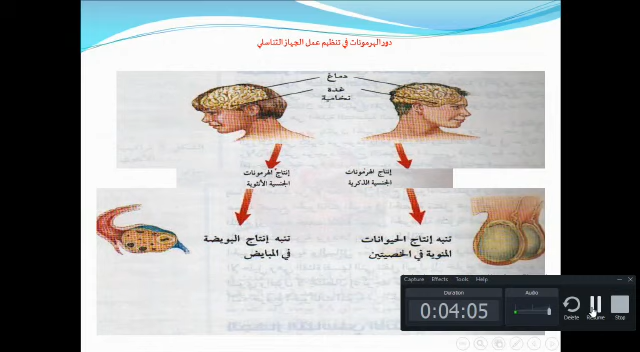 دور الهرمونات في تنظيم عمل الجهاز التناسلي
دماغ
غدة
نخامية
إنتاج الهرمونات
الجنسية الذكرية
إنتاج الهرمونات
الجنسية الأنثوية
تنبه إنتاج الحيوانات
المنوية في الخصيتين
تنبه إنتاج البويضة
في المبايض
Capture Effects Tools Help
Duration
Audio
0:04:05
Delete
Resume
Stop